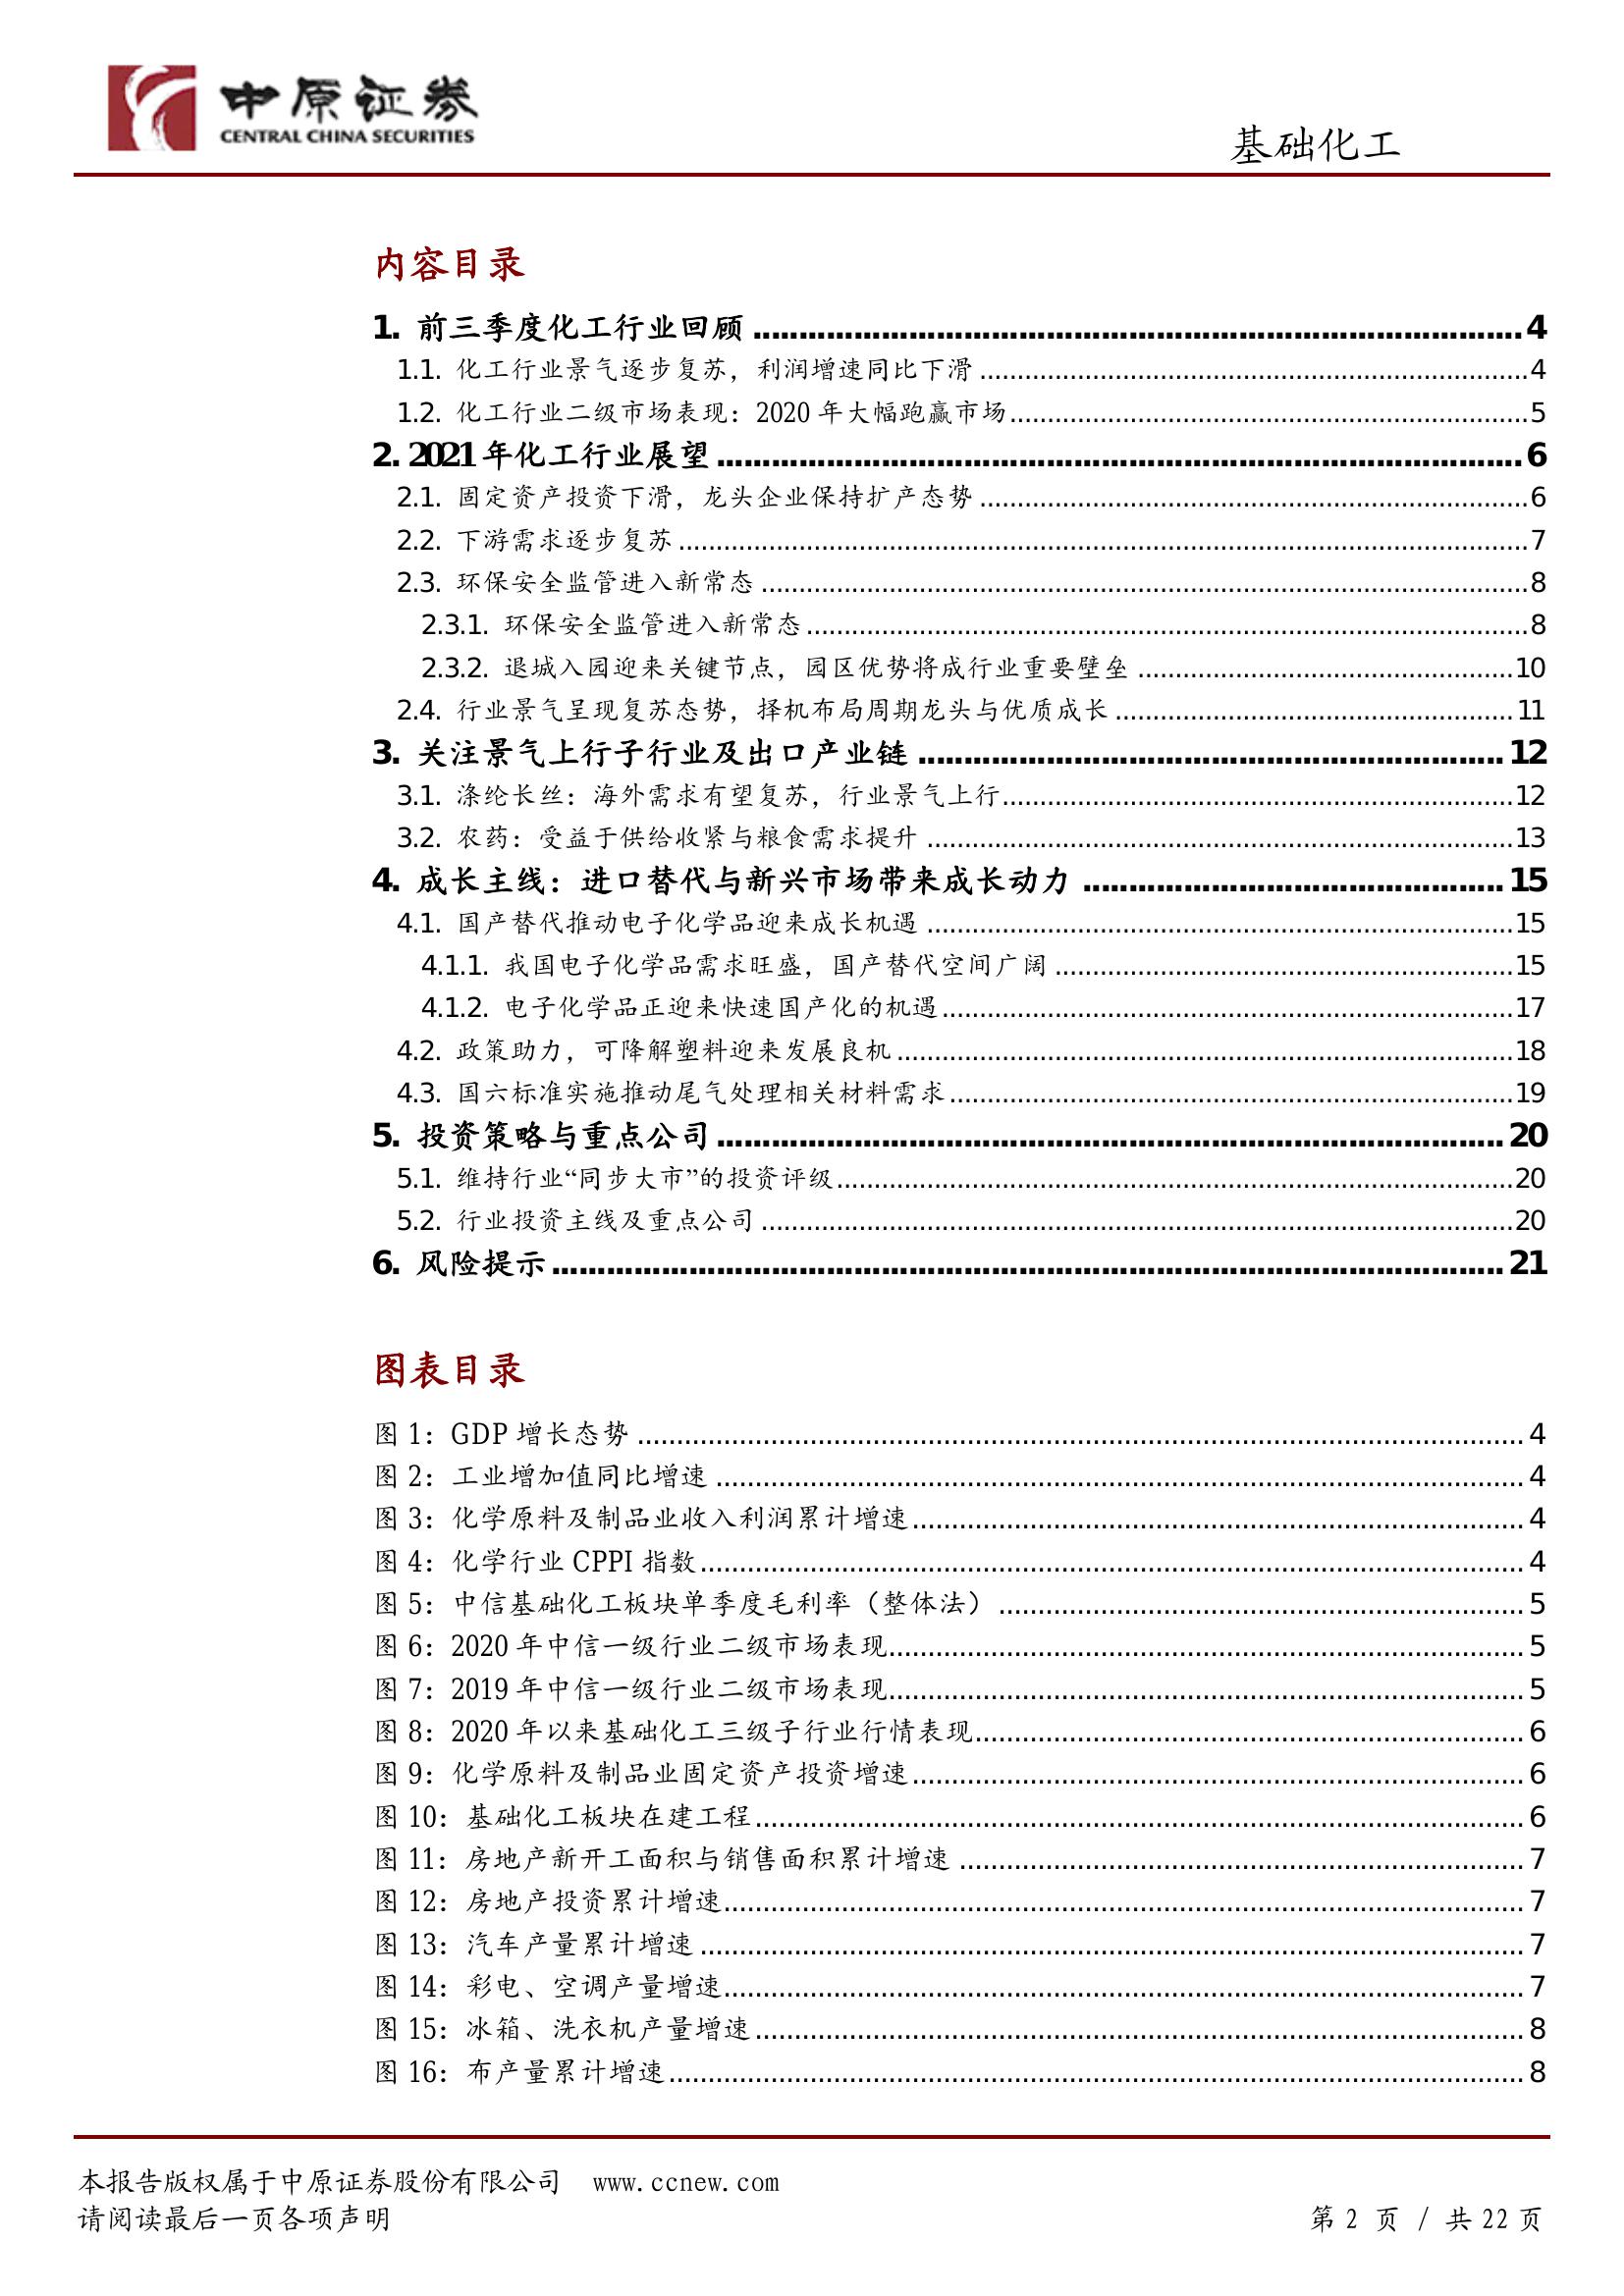 中原证券
CENTRAL CHINA SECURITIES
基础化工
内容目录
1. 前三季度化工行业回顾 4
1.1. 化工行业景气逐步复苏，利润增速同比下滑 4
1.2. 化工行业二级市场表现：2020 年大幅跑赢市场 5
2. 2021 年化工行业展望 6
2.1. 固定资产投资下滑，龙头企业保持扩产态势 6
2.2. 下游需求逐步复苏 7
2.3. 环保安全监管进入新常态 8
2.3.1. 环保安全监管进入新常态 8
2.3.2. 退城入园迎来关键节点，园区优势将成行业重要壁垒 10
2.4. 行业景气呈现复苏态势，择机布局周期龙头与优质成长 11
3. 关注景气上行子行业及出口产业链 12
3.1. 涤纶长丝：海外需求有望复苏，行业景气上行 12
3.2. 农药：受益于供给收紧与粮食需求提升 13
4. 成长主线：进口替代与新兴市场带来成长动力 15
4.1. 国产替代推动电子化学品迎来成长机遇 15
4.1.1. 我国电子化学品需求旺盛，国产替代空间广阔 15
4.1.2. 电子化学品正迎来快速国产化的机遇 17
4.2. 政策助力，可降解塑料迎来发展良机 18
4.3. 国六标准实施推动尾气处理相关材料需求 19
5. 投资策略与重点公司 20
5.1. 维持行业“同步大市”的投资评级 20
5.2. 行业投资主线及重点公司 20
6. 风险提示 21
图表目录
图 1：GDP 增长态势 4
图 2：工业增加值同比增速 4
图 3：化学原料及制品业收入利润累计增速 4
图 4：化学行业 CPPI 指数 4
图 5：中信基础化工板块单季度毛利率（整体法） 5
图 6：2020 年中信一级行业二级市场表现 5
图 7：2019 年中信一级行业二级市场表现 5
图 8：2020 年以来基础化工三级子行业行情表现 6
图 9：化学原料及制品业固定资产投资增速 6
图 10：基础化工板块在建工程 6
图 11：房地产新开工面积与销售面积累计增速 7
图 12：房地产投资累计增速 7
图 13：汽车产量累计增速 7
图 14：彩电、空调产量增速 7
图 15：冰箱、洗衣机产量增速 8
图 16：布产量累计增速 8
本报告版权属于中原证券股份有限公司 www.ccnew.com
请阅读最后一页各项声明 第 2 页 / 共 22 页